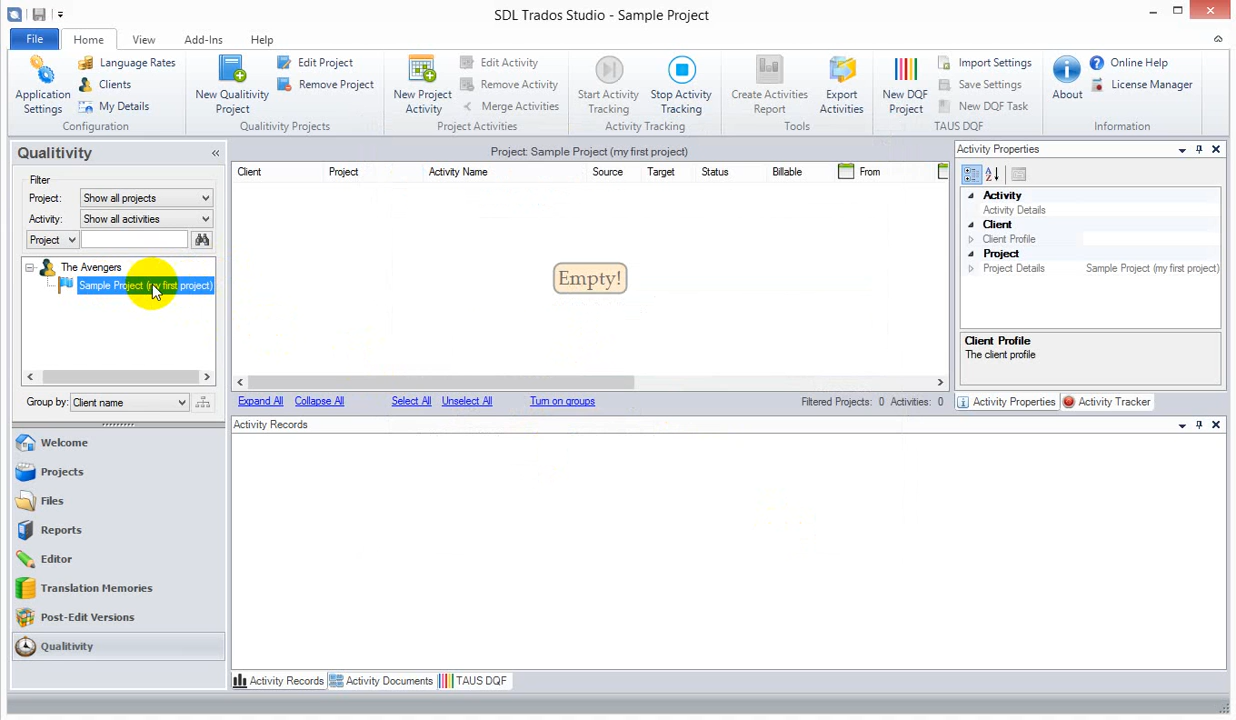 SDL Trados Studio - Sample Project
File Home View Add-Ins Help
Application Settings
Language Rates
Clients
My Details
Configuration
New Qualitivity Project
Edit Project
Remove Project
Qualitivity Projects
New Project Activity
Edit Activity
Remove Activity
Merge Activities
Project Activities
Start Activity Tracking
Stop Activity Tracking
Activity Tracking
Create Activities Report
Export Activities
Tools
New DQF Project
Import Settings
Save Settings
New DQF Task
TAUS DQF
About
Online Help
License Manager
Information
Qualitivity «
Filter
Project: Show all projects
Activity: Show all activities
Project
The Avengers
Sample Project (my first project)
Group by: Client name
Welcome
Projects
Files
Reports
Editor
Translation Memories
Post-Edit Versions
Qualitivity
Project: Sample Project (my first project)
Client Project Activity Name Source Target Status Billable From
Empty!
Expand All Collapse All Select All Unselect All Turn on groups Filtered Projects: 0 Activities: 0
Activity Records
Activity Records Activity Documents TAUS DQF
Activity Properties
Activity
Activity Details
Client
Client Profile
Project
Project Details Sample Project (my first project)
Client Profile
The client profile
Activity Properties Activity Tracker